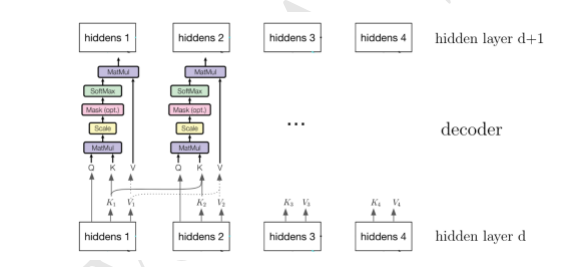 hiddens 1 hiddens 2 hiddens 3 hiddens 4 hidden layer d+1
MatMul MatMul
SoftMax SoftMax
Mask (opt.) Mask (opt.)
... decoder
Scale Scale
MatMul MatMul
Q K V Q K V
K₁ V₁ K₂ V₂ K₃ V₃ K₄ V₄
hiddens 1 hiddens 2 hiddens 3 hiddens 4 hidden layer d